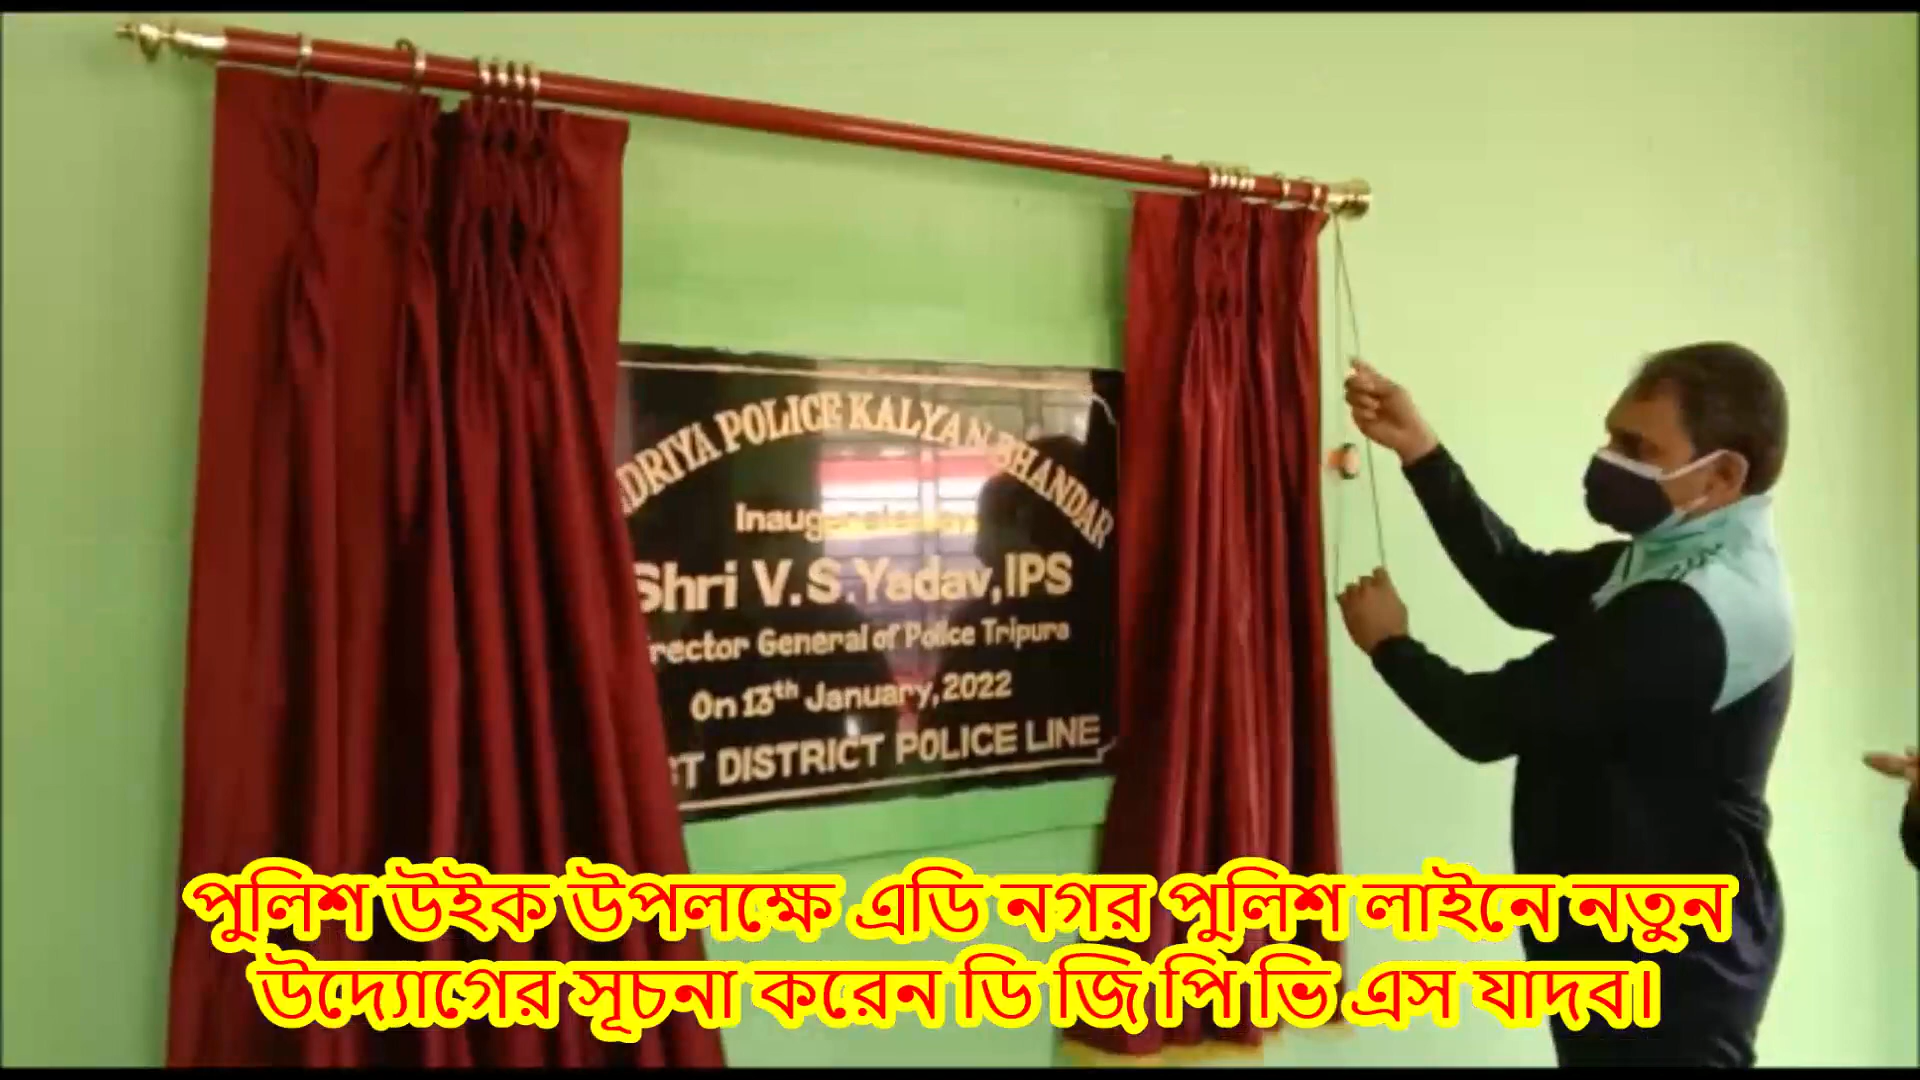 POLICE KALYAN BHANDAR
Shri V.S.Yadav,IPS
General of Police Tripura
On 13th January,2022
DISTRICT POLICE LINE
পুলিশ উইক উপলক্ষে এডি নগর পুলিশ লাইনে নতুন
উদ্যোগের সূচনা করেন ডি জি পি ভি এস যাদব।